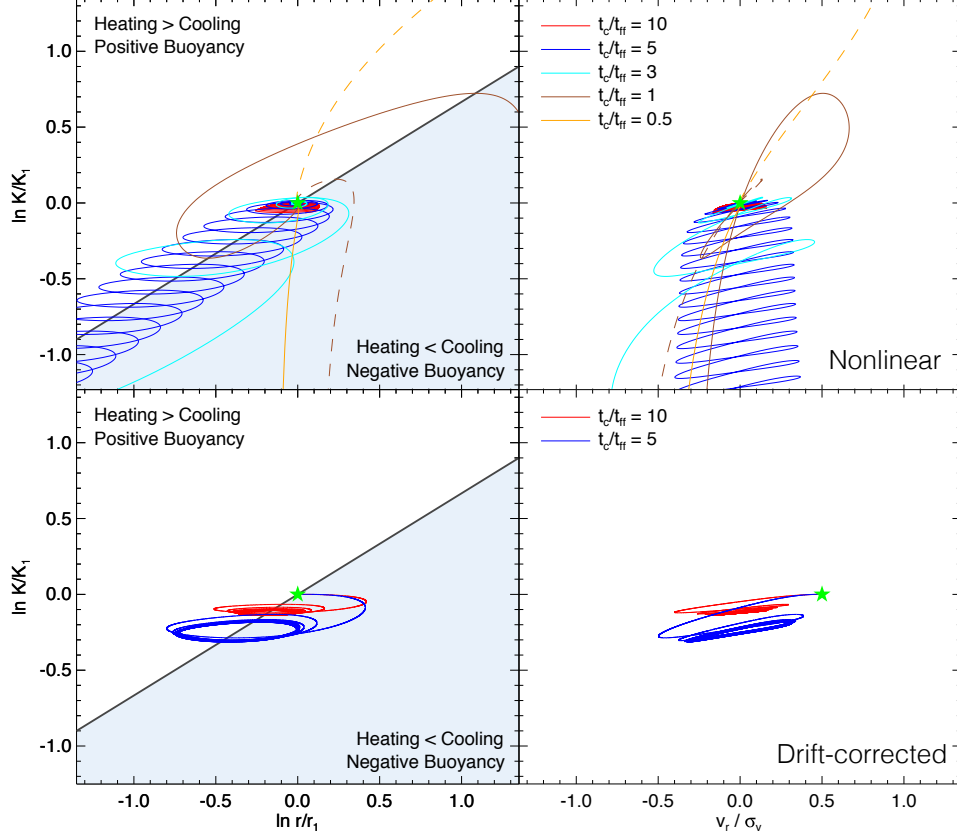 Heating > Cooling
Positive Buoyancy
1.0
0.5
0.0
-0.5
-1.0
ln K/K₁
Heating < Cooling
Negative Buoyancy
t_c/t_ff = 10
t_c/t_ff = 5
t_c/t_ff = 3
t_c/t_ff = 1
t_c/t_ff = 0.5
Nonlinear
Heating > Cooling
Positive Buoyancy
1.0
0.5
0.0
-0.5
-1.0
ln K/K₁
Heating < Cooling
Negative Buoyancy
-1.0
-0.5
0.0
0.5
1.0
ln r/r₁
t_c/t_ff = 10
t_c/t_ff = 5
Drift-corrected
-1.0
-0.5
0.0
0.5
1.0
v_r / σ_v